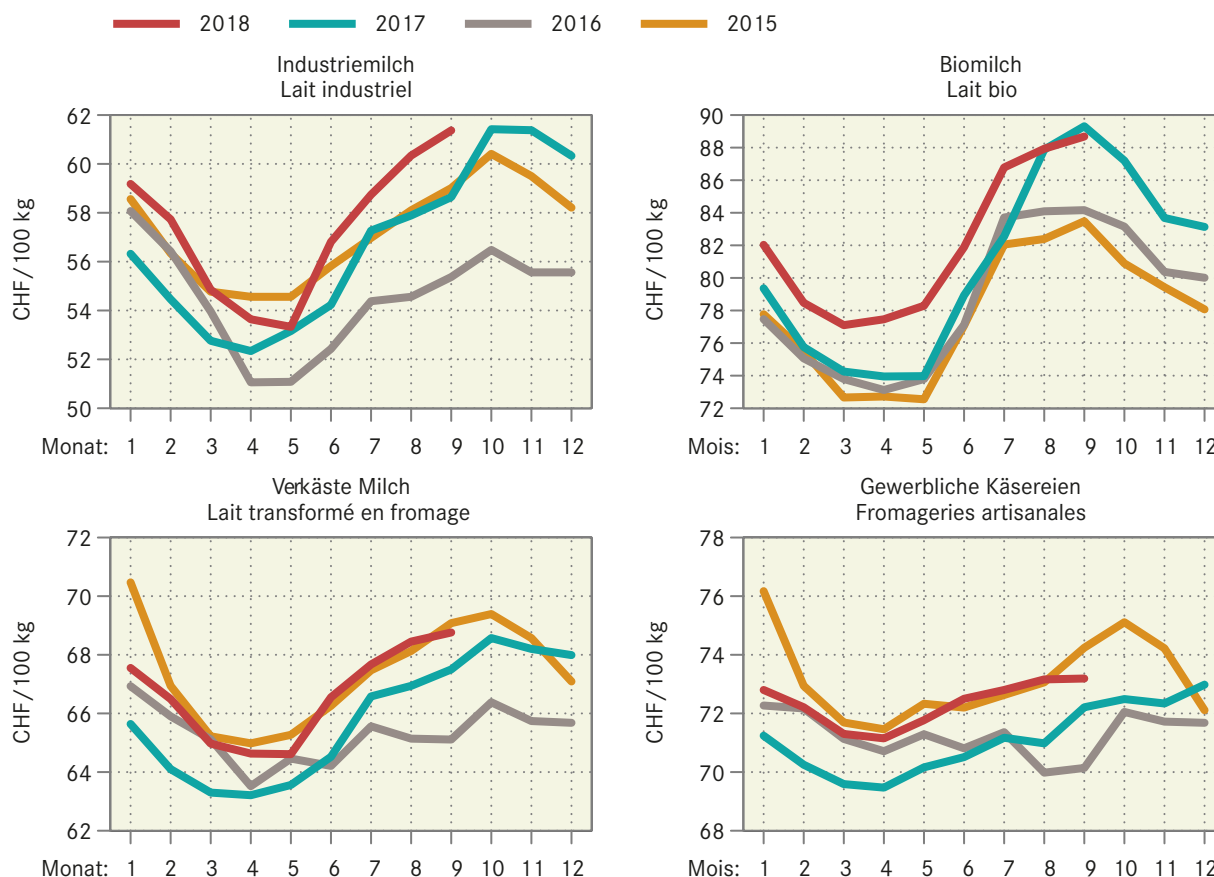 2018 2017 2016 2015
Industriemilch
Lait industriel
CHF / 100 kg
62
60
58
56
54
51
50
Monat: 1 2 3 4 5 6 7 8 9 10 11 12
Biomilch
Lait bio
CHF / 100 kg
90
88
86
84
82
80
78
76
74
72
Mois: 1 2 3 4 5 6 7 8 9 10 11 12
Verkäste Milch
Lait transformé en fromage
CHF / 100 kg
72
70
68
66
64
62
Monat: 1 2 3 4 5 6 7 8 9 10 11 12
Gewerbliche Käsereien
Fromageries artisanales
CHF / 100 kg
78
76
74
72
70
68
Mois: 1 2 3 4 5 6 7 8 9 10 11 12